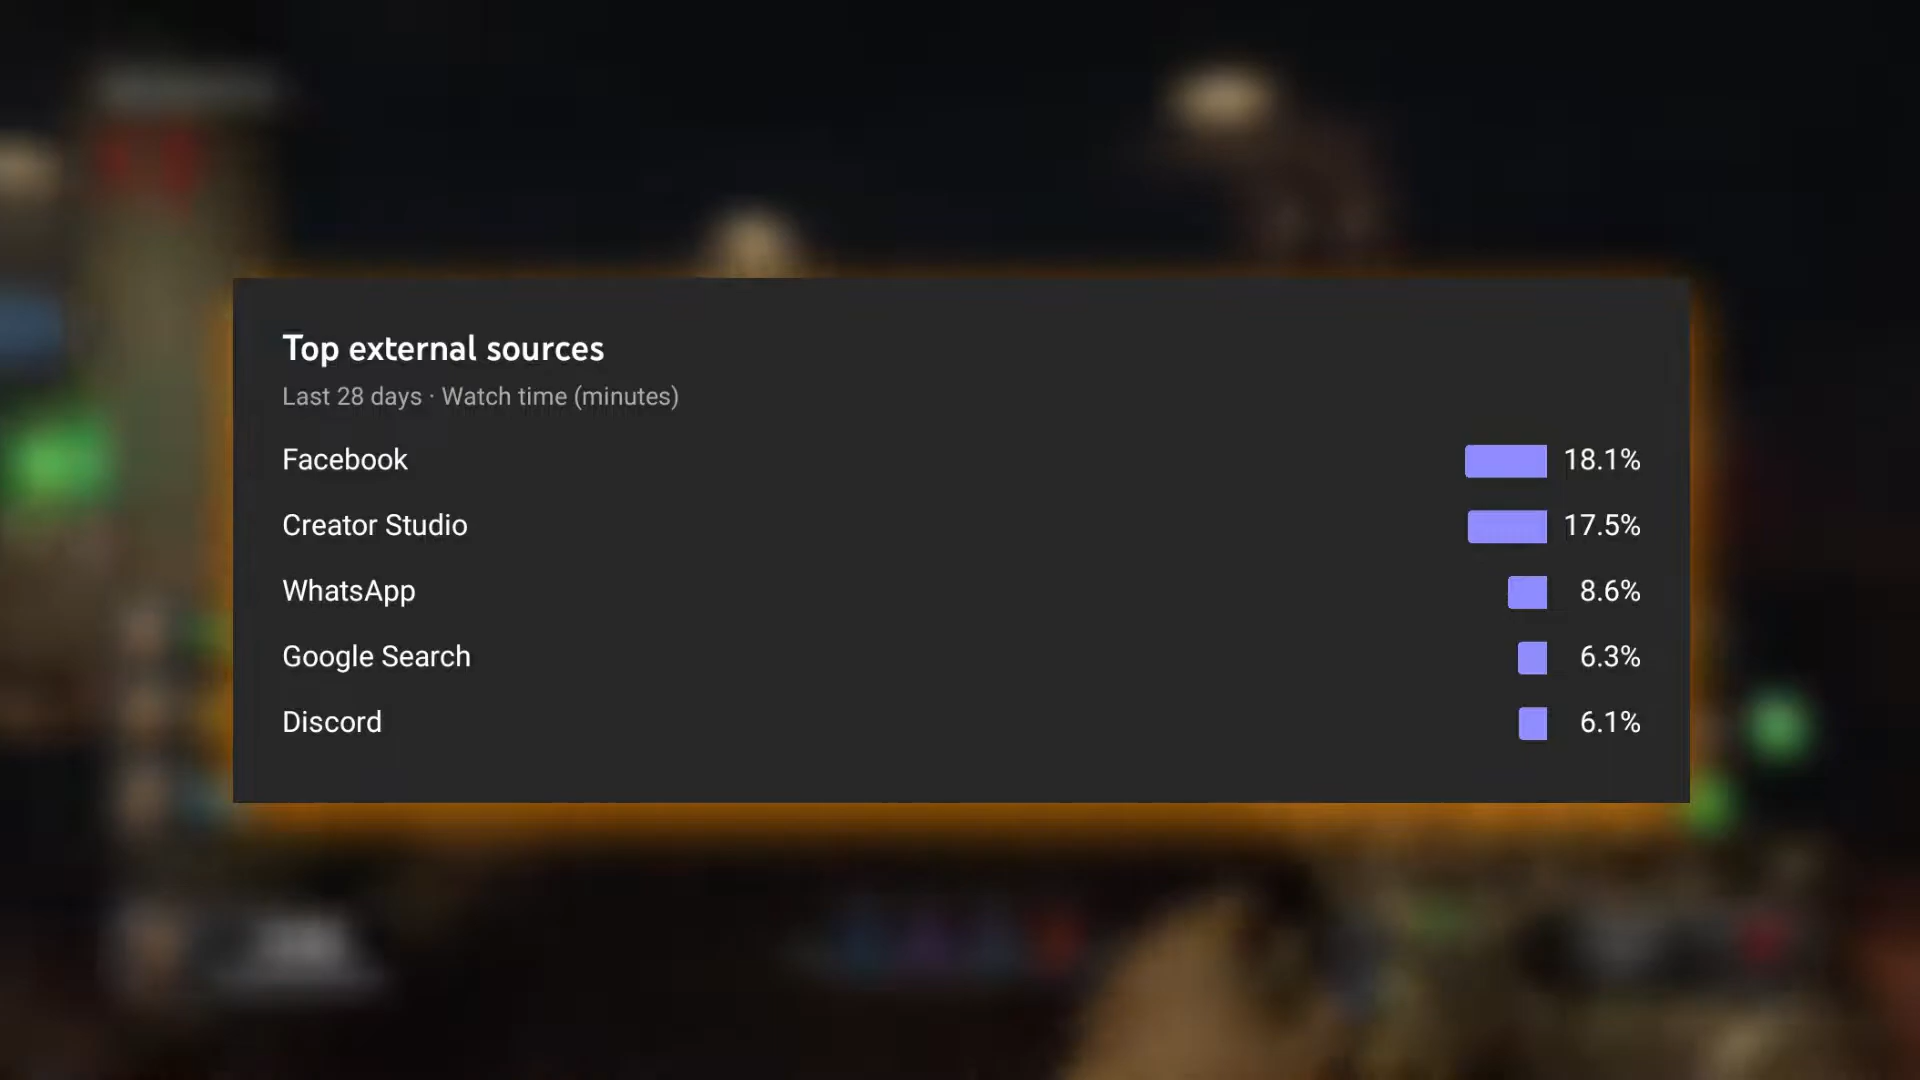 Top external sources
Last 28 days · Watch time (minutes)
Facebook 18.1%
Creator Studio 17.5%
WhatsApp 8.6%
Google Search 6.3%
Discord 6.1%